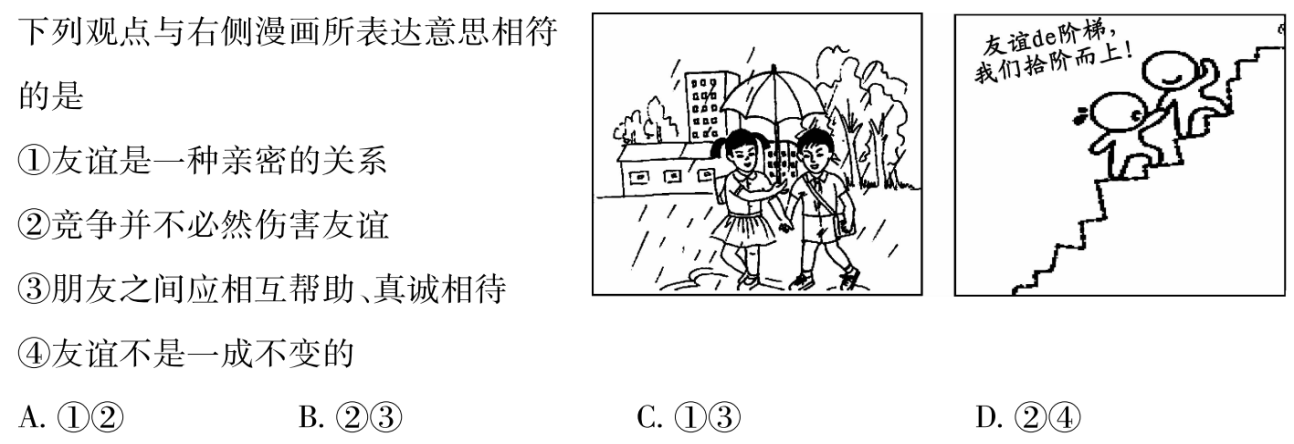 下列观点与右侧漫画所表达意思相符
的是
①友谊是一种亲密的关系
②竞争并不必然伤害友谊
③朋友之间应相互帮助、真诚相待
④友谊不是一成不变的
友谊de阶梯，
我们拾阶而上！
A. ①② B. ②③ C. ①③ D. ②④